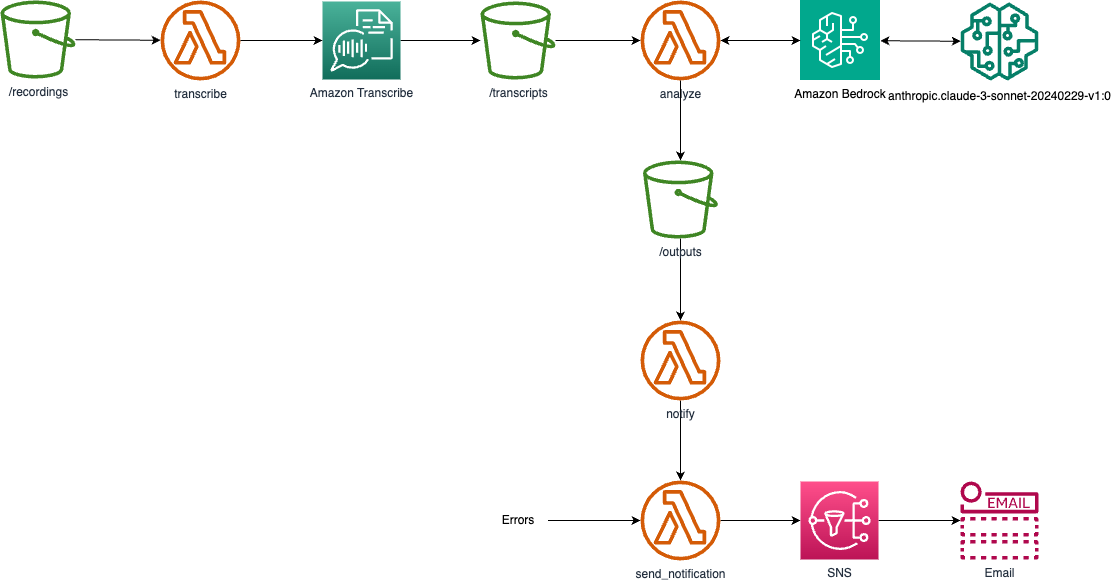 /recordings
transcribe
Amazon Transcribe
/transcripts
analyze
Amazon Bedrock
anthropic.claude-3-sonnet-20240229-v1:0
/outputs
notify
Errors
send_notification
SNS
EMAIL
Email